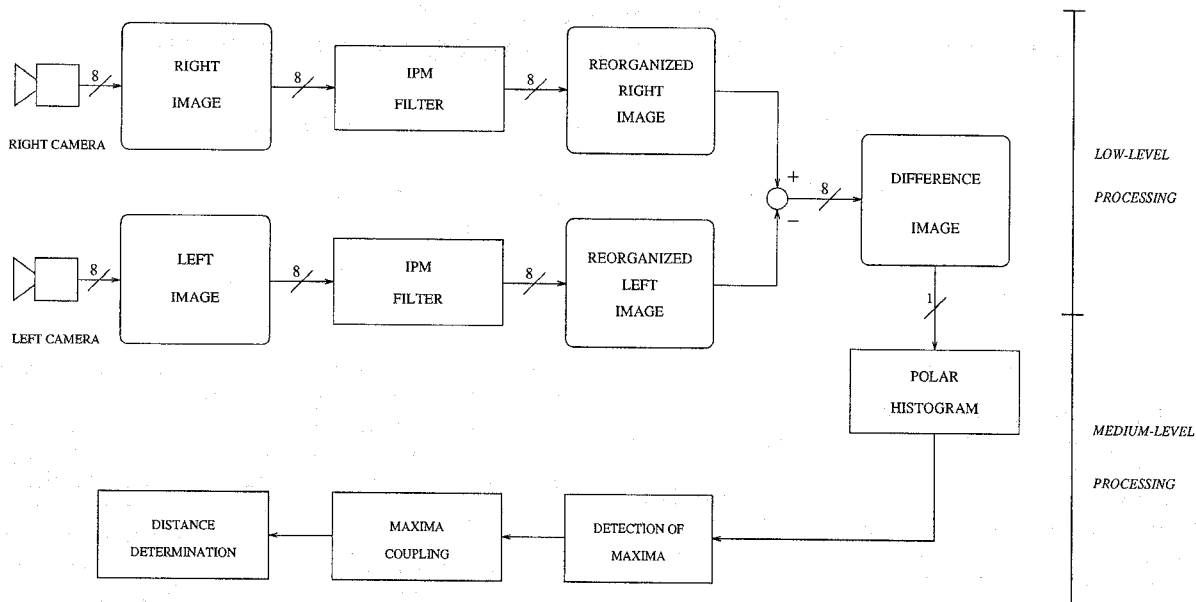 8
RIGHT
IMAGE
8
IPM
FILTER
8
REORGANIZED
RIGHT
IMAGE
RIGHT CAMERA
LOW-LEVEL
PROCESSING
+
8
−
DIFFERENCE
IMAGE
8
LEFT
IMAGE
8
IPM
FILTER
8
REORGANIZED
LEFT
IMAGE
LEFT CAMERA
1
POLAR
HISTOGRAM
MEDIUM-LEVEL
PROCESSING
DISTANCE
DETERMINATION
MAXIMA
COUPLING
DETECTION OF
MAXIMA